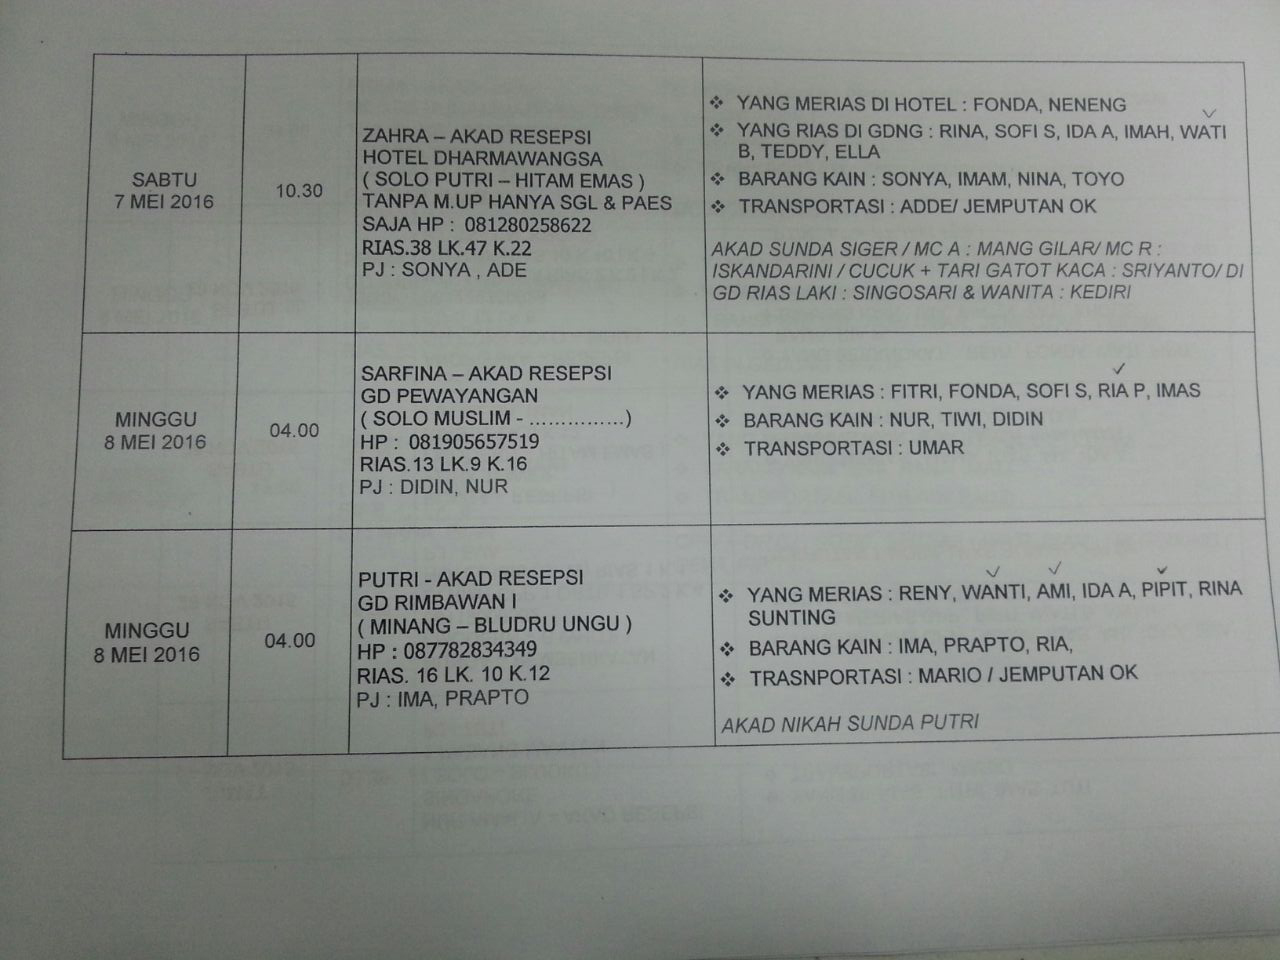 SABTU
7 MEI 2016
10.30
ZAHRA – AKAD RESEPSI
HOTEL DHARMAWANGSA
( SOLO PUTRI – HITAM EMAS )
TANPA M.UP HANYA SGL & PAES
SAJA HP : 081280258622
RIAS.38 LK.47 K.22
PJ : SONYA , ADE
❖ YANG MERIAS DI HOTEL : FONDA, NENENG
❖ YANG RIAS DI GDNG : RINA, SOFI S, IDA A, IMAH, WATI
B, TEDDY, ELLA
❖ BARANG KAIN : SONYA, IMAM, NINA, TOYO
❖ TRANSPORTASI : ADDE/ JEMPUTAN OK
AKAD SUNDA SIGER / MC A : MANG GILAR/ MC R :
ISKANDARINI / CUCUK + TARI GATOT KACA : SRIYANTO/ DI
GD RIAS LAKI : SINGOSARI & WANITA : KEDIRI
MINGGU
8 MEI 2016
04.00
SARFINA – AKAD RESEPSI
GD PEWAYANGAN
( SOLO MUSLIM - ...............)
HP : 081905657519
RIAS.13 LK.9 K.16
PJ : DIDIN, NUR
❖ YANG MERIAS : FITRI, FONDA, SOFI S, RIA P, IMAS
❖ BARANG KAIN : NUR, TIWI, DIDIN
❖ TRANSPORTASI : UMAR
MINGGU
8 MEI 2016
04.00
PUTRI - AKAD RESEPSI
GD RIMBAWAN I
( MINANG – BLUDRU UNGU )
HP : 087782834349
RIAS. 16 LK. 10 K.12
PJ : IMA, PRAPTO
❖ YANG MERIAS : RENY, WANTI, AMI, IDA A, PIPIT, RINA
SUNTING
❖ BARANG KAIN : IMA, PRAPTO, RIA,
❖ TRASNPORTASI : MARIO / JEMPUTAN OK
AKAD NIKAH SUNDA PUTRI